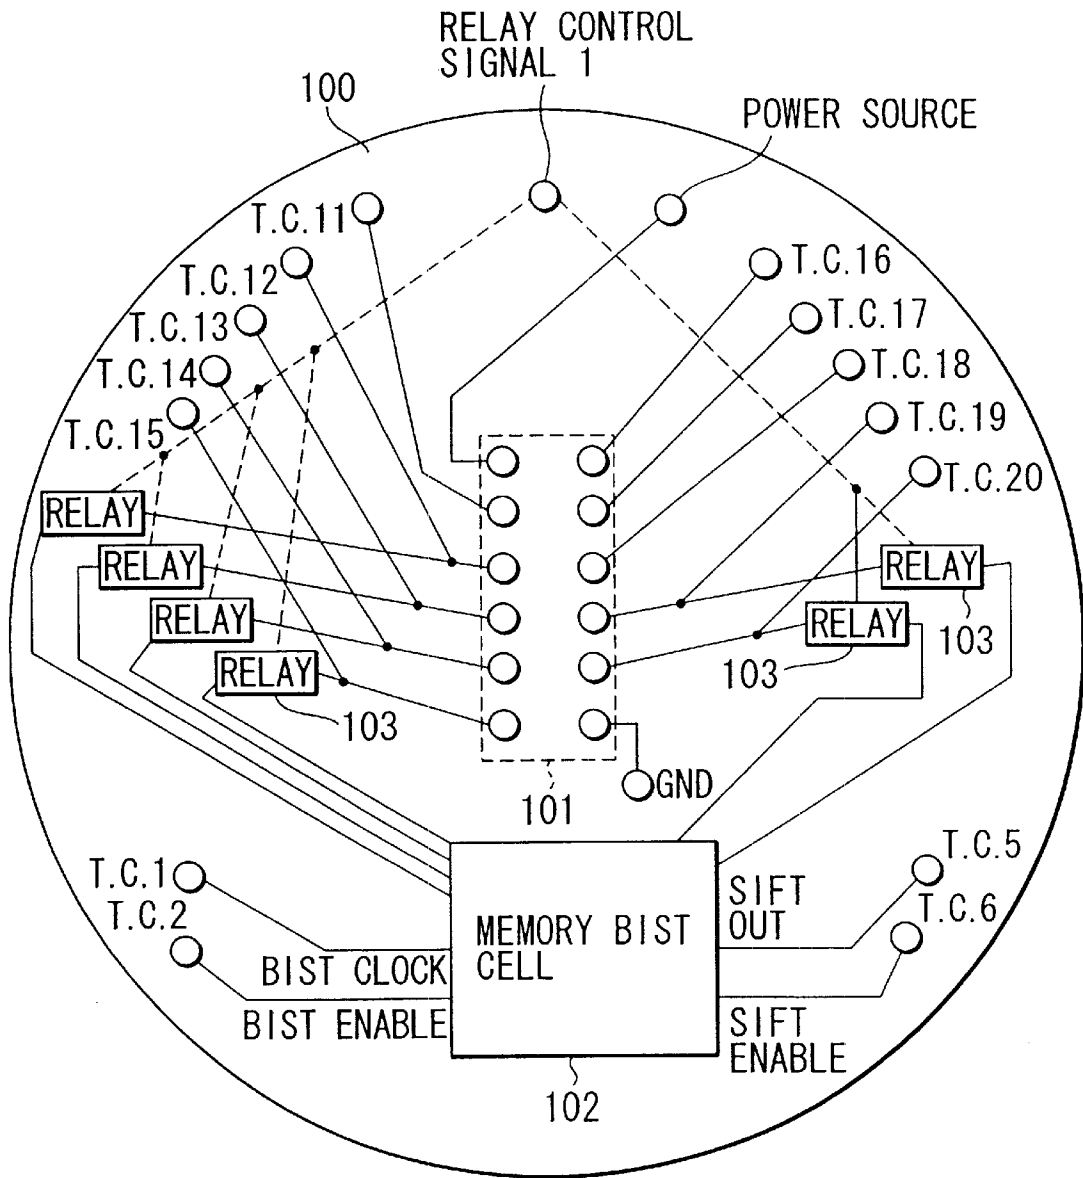 RELAY CONTROL
SIGNAL 1
100
POWER SOURCE
T.C.11
T.C.12
T.C.13
T.C.14
T.C.15
T.C.16
T.C.17
T.C.18
T.C.19
T.C.20
RELAY
RELAY
RELAY
RELAY
103
RELAY
103
RELAY
103
101
GND
T.C.1
T.C.2
BIST CLOCK
BIST ENABLE
MEMORY BIST
CELL
102
SIFT
OUT
T.C.5
T.C.6
SIFT
ENABLE